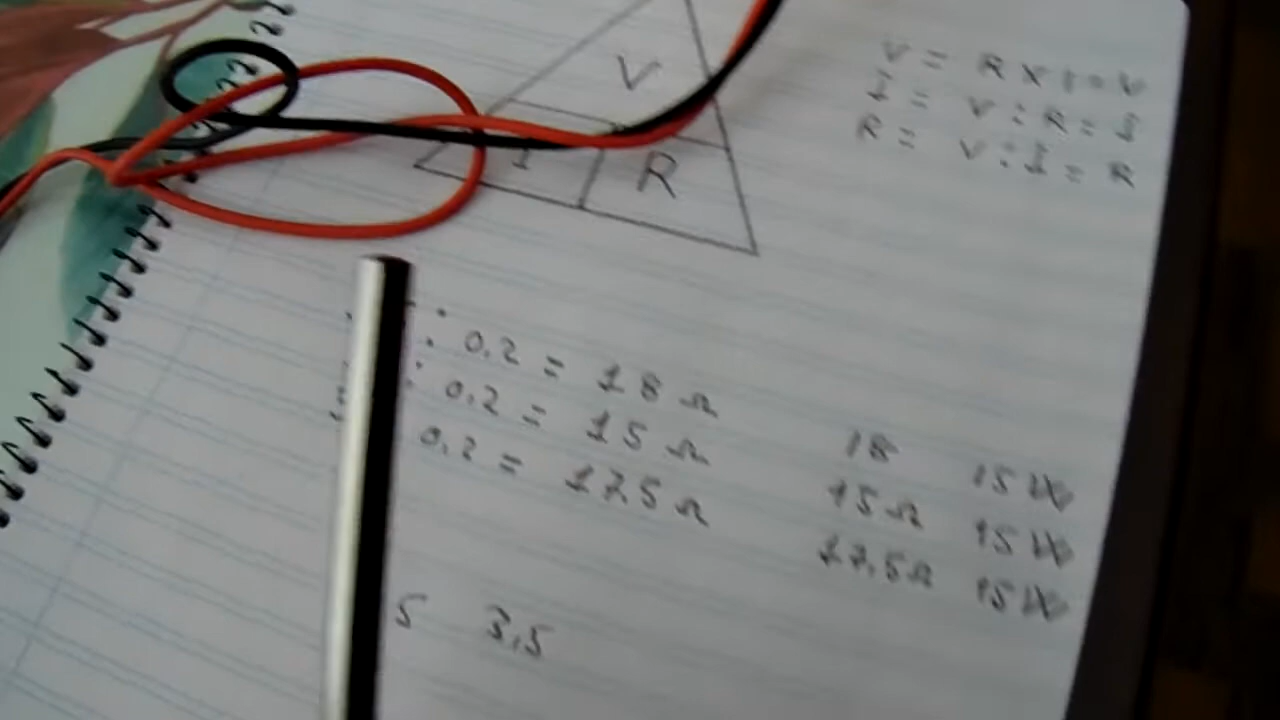 V
I R
V = R X I = V
I = V : R = I
R = V : I = R
: 0.2 = 18 Ω
: 0.2 = 15 Ω
0.2 = 17.5 Ω
18 15 W
15 Ω 15 W
17,5 Ω 15 W
5 3,5